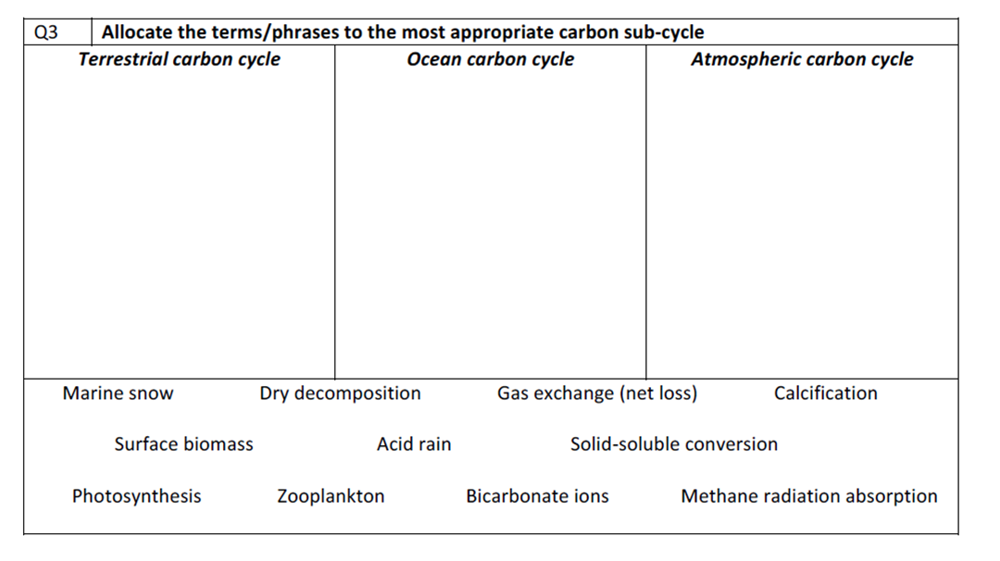 Q3 Allocate the terms/phrases to the most appropriate carbon sub-cycle
Terrestrial carbon cycle Ocean carbon cycle Atmospheric carbon cycle
Marine snow Dry decomposition Gas exchange (net loss) Calcification
Surface biomass Acid rain Solid-soluble conversion
Photosynthesis Zooplankton Bicarbonate ions Methane radiation absorption